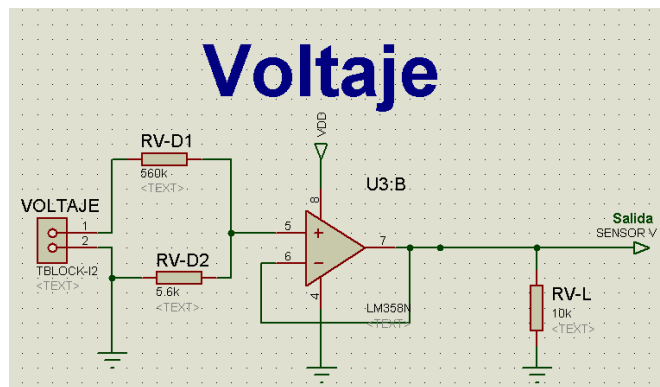 Voltaje
VDD
RV-D1
560k
<TEXT>
U3:B
VOLTAJE
1
2
TBLOCK-I2
<TEXT>
RV-D2
5.6k
<TEXT>
8
5
6
7
4
LM358N
<TEXT>
Salida
SENSOR V
RV-L
10k
<TEXT>